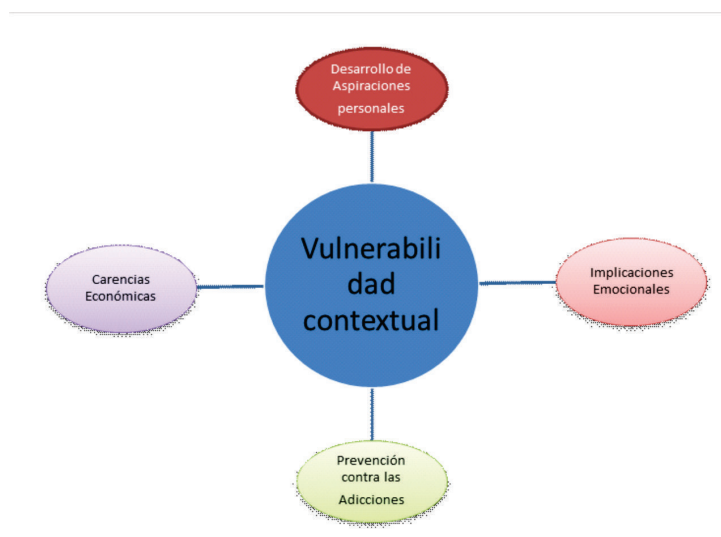 Desarrollo de
Aspiraciones
personales
Vulnerabili
dad
contextual
Carencias
Económicas
Implicaciones
Emocionales
Prevención
contra las
Adicciones